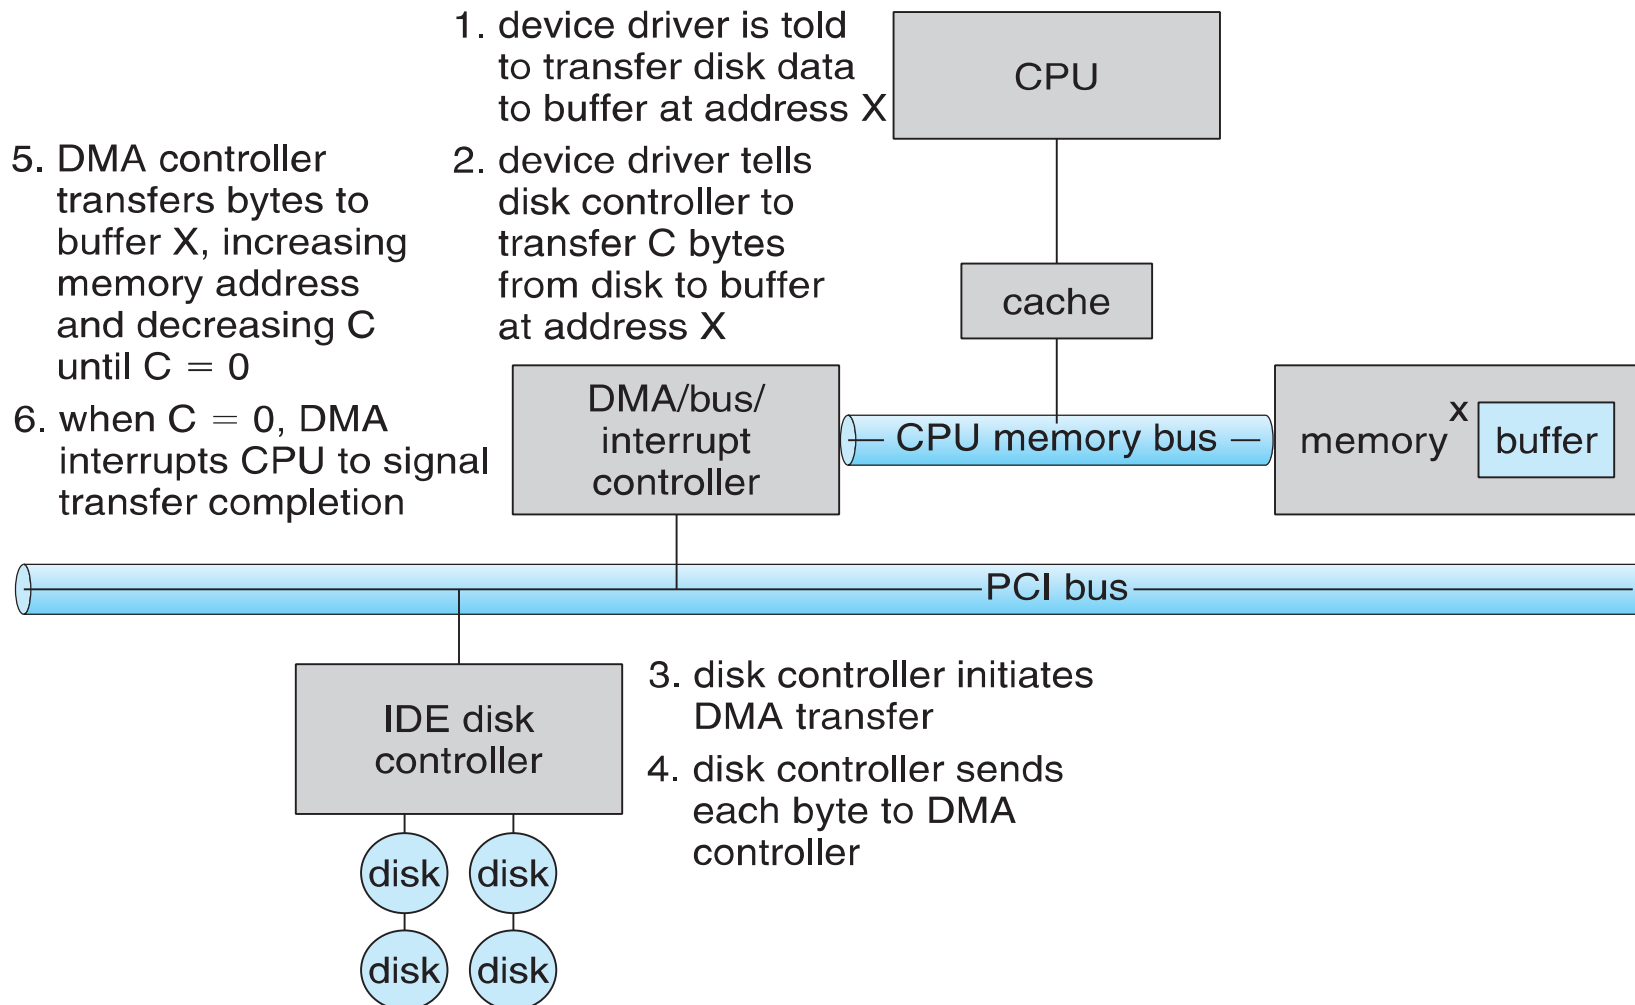 1. device driver is told
to transfer disk data
to buffer at address X
CPU
5. DMA controller
transfers bytes to
buffer X, increasing
memory address
and decreasing C
until C = 0
2. device driver tells
disk controller to
transfer C bytes
from disk to buffer
at address X
cache
6. when C = 0, DMA
interrupts CPU to signal
transfer completion
DMA/bus/
interrupt
controller
CPU memory bus
memory
x
buffer
PCI bus
IDE disk
controller
3. disk controller initiates
DMA transfer
4. disk controller sends
each byte to DMA
controller
disk
disk
disk
disk